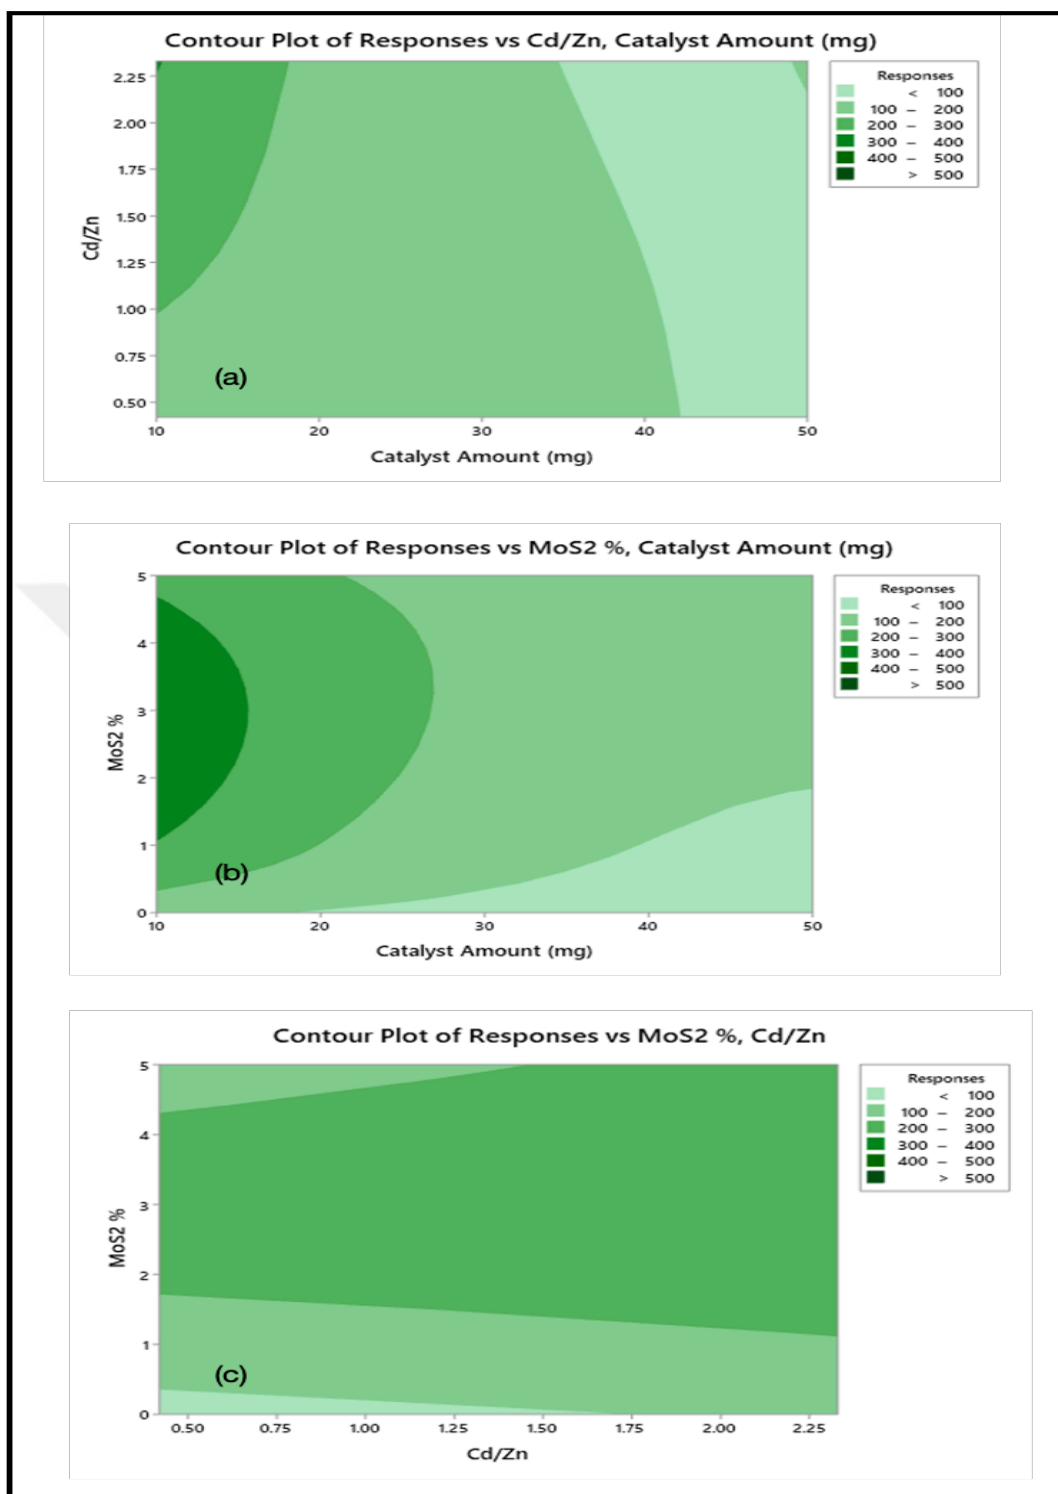 Contour Plot of Responses vs Cd/Zn, Catalyst Amount (mg)
Responses
< 100
100 – 200
200 – 300
300 – 400
400 – 500
> 500
2.25
2.00
1.75
1.50
1.25
1.00
0.75
0.50
Cd/Zn
(a)
10 20 30 40 50
Catalyst Amount (mg)
Contour Plot of Responses vs MoS2 %, Catalyst Amount (mg)
Responses
< 100
100 – 200
200 – 300
300 – 400
400 – 500
> 500
5
4
3
2
1
0
MoS2 %
(b)
10 20 30 40 50
Catalyst Amount (mg)
Contour Plot of Responses vs MoS2 %, Cd/Zn
Responses
< 100
100 – 200
200 – 300
300 – 400
400 – 500
> 500
5
4
3
2
1
0
MoS2 %
(c)
0.50 0.75 1.00 1.25 1.50 1.75 2.00 2.25
Cd/Zn